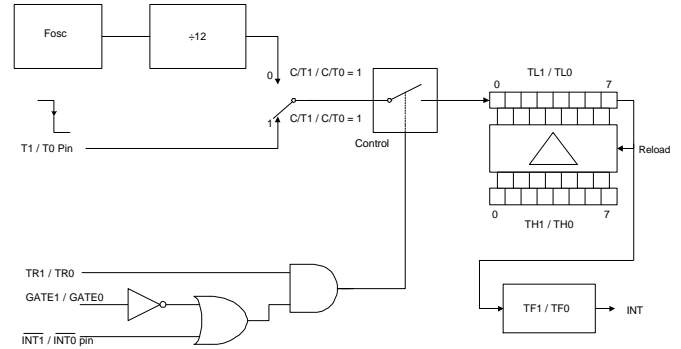 Fosc
÷12
0
C/T1 / C/T0 = 1
1
C/T1 / C/T0 = 1
T1 / T0 Pin
Control
TL1 / TL0
0
7
Reload
0
7
TH1 / TH0
TR1 / TR0
GATE1 / GATE0
INT1 / INT0 pin
TF1 / TF0
INT